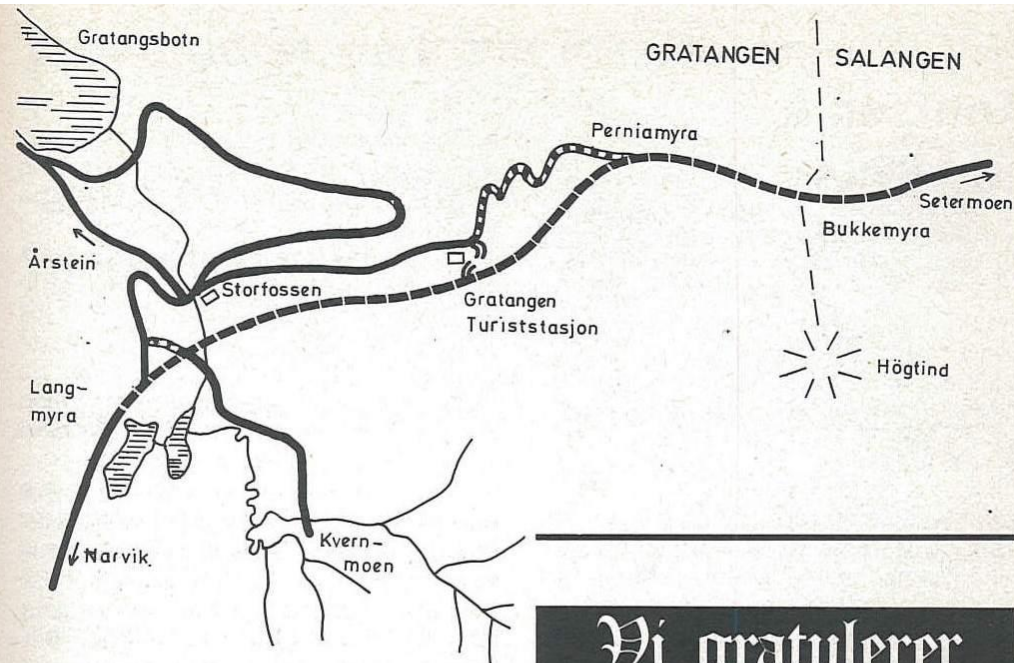 Gratangsbotn
GRATANGEN
SALANGEN
Perniamyra
Setermoen
Bukkemyra
Årstein
Storfossen
Gratangen
Turiststasjon
Högtind
Lang-
myra
Narvik
Kvern-
moen
Vi gratulerer